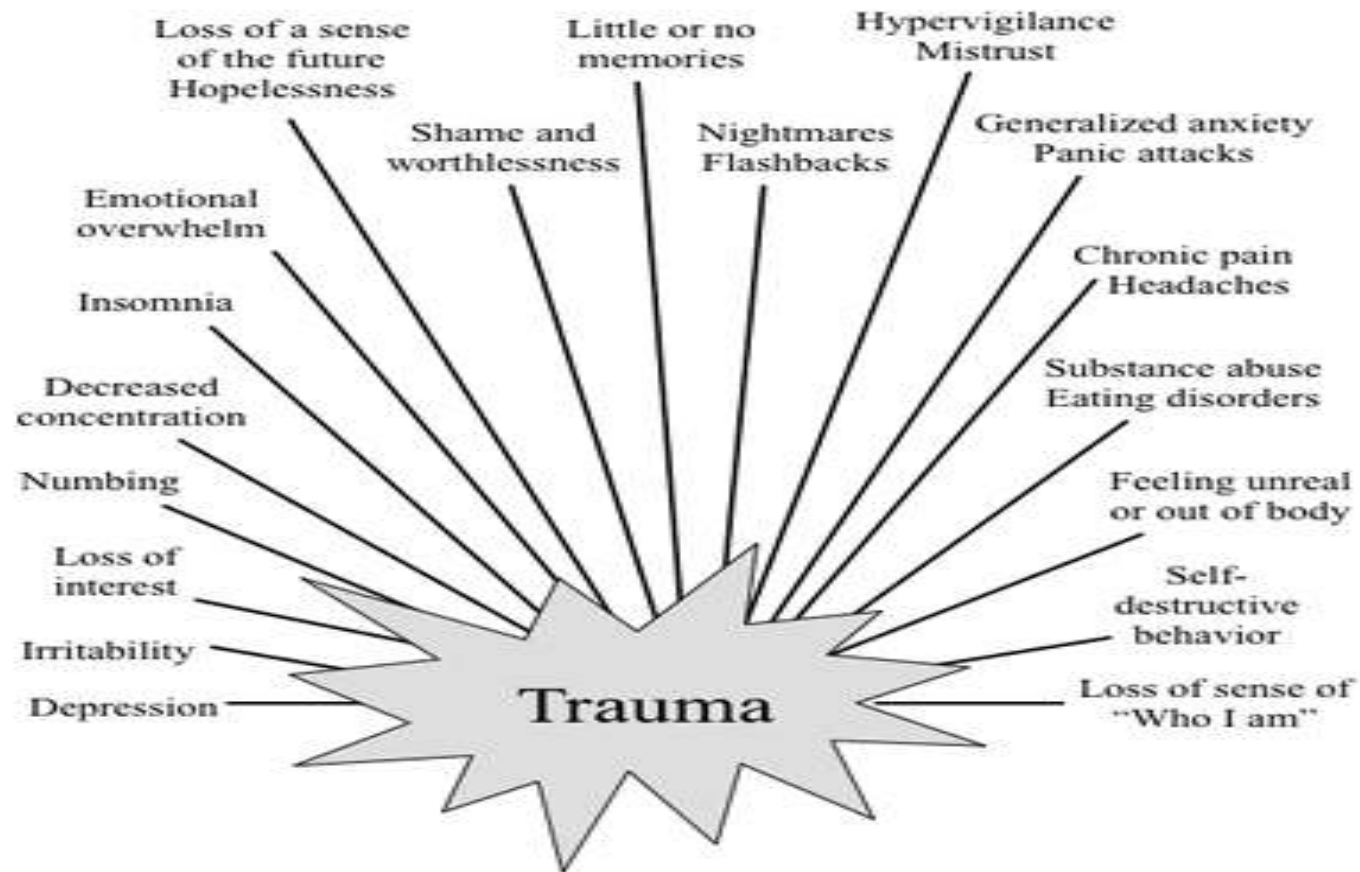 Loss of a sense
of the future
Hopelessness
Little or no
memories
Hypervigilance
Mistrust
Shame and
worthlessness
Nightmares
Flashbacks
Generalized anxiety
Panic attacks
Emotional
overwhelm
Chronic pain
Headaches
Insomnia
Substance abuse
Eating disorders
Decreased
concentration
Numbing
Feeling unreal
or out of body
Loss of
interest
Self-
destructive
behavior
Irritability
Depression
Loss of sense of
“Who I am”
Trauma